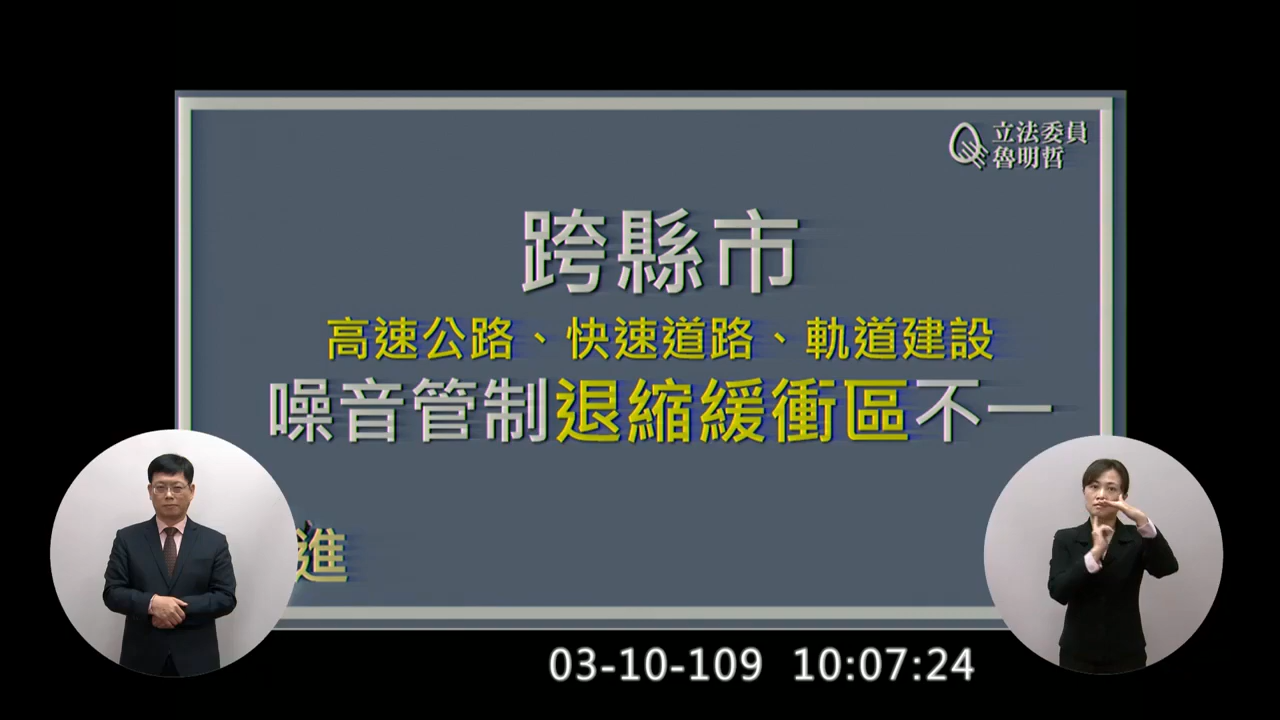 立法委員
魯明哲
跨縣市
高速公路、快速道路、軌道建設
噪音管制退縮緩衝區不一
進
03-10-109 10:07:24